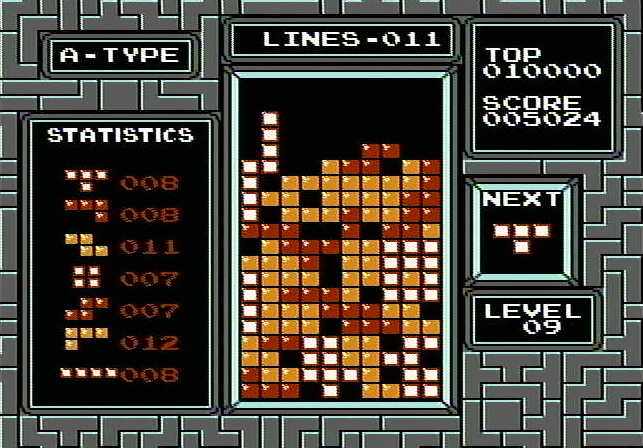 LINES-011
A-TYPE
TOP
010000
SCORE
005024
STATISTICS
008
008
011
007
007
012
008
NEXT
LEVEL
09